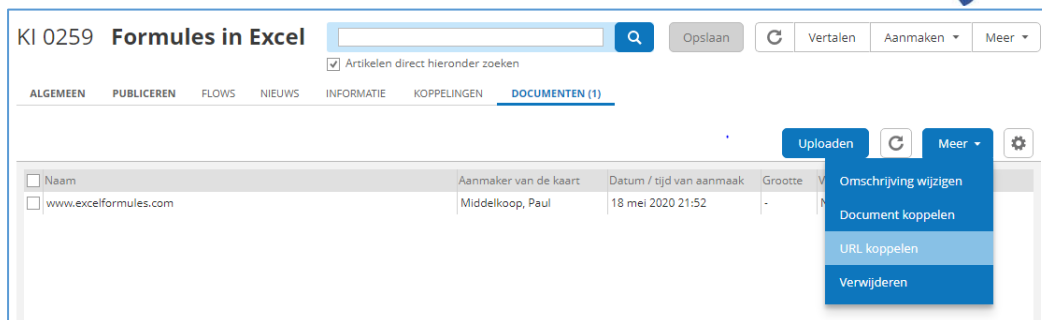 KI 0259 Formules in Excel Opslaan Vertalen Aanmaken Meer
Artikelen direct hieronder zoeken
ALGEMEEN PUBLICEREN FLOWS NIEUWS INFORMATIE KOPPELINGEN DOCUMENTEN (1)
Uploaden Meer
Naam Aanmaker van de kaart Datum / tijd van aanmaak Grootte
www.excelformules.com Middelkoop, Paul 18 mei 2020 21:52 -
Omschrijving wijzigen
Document koppelen
URL koppelen
Verwijderen